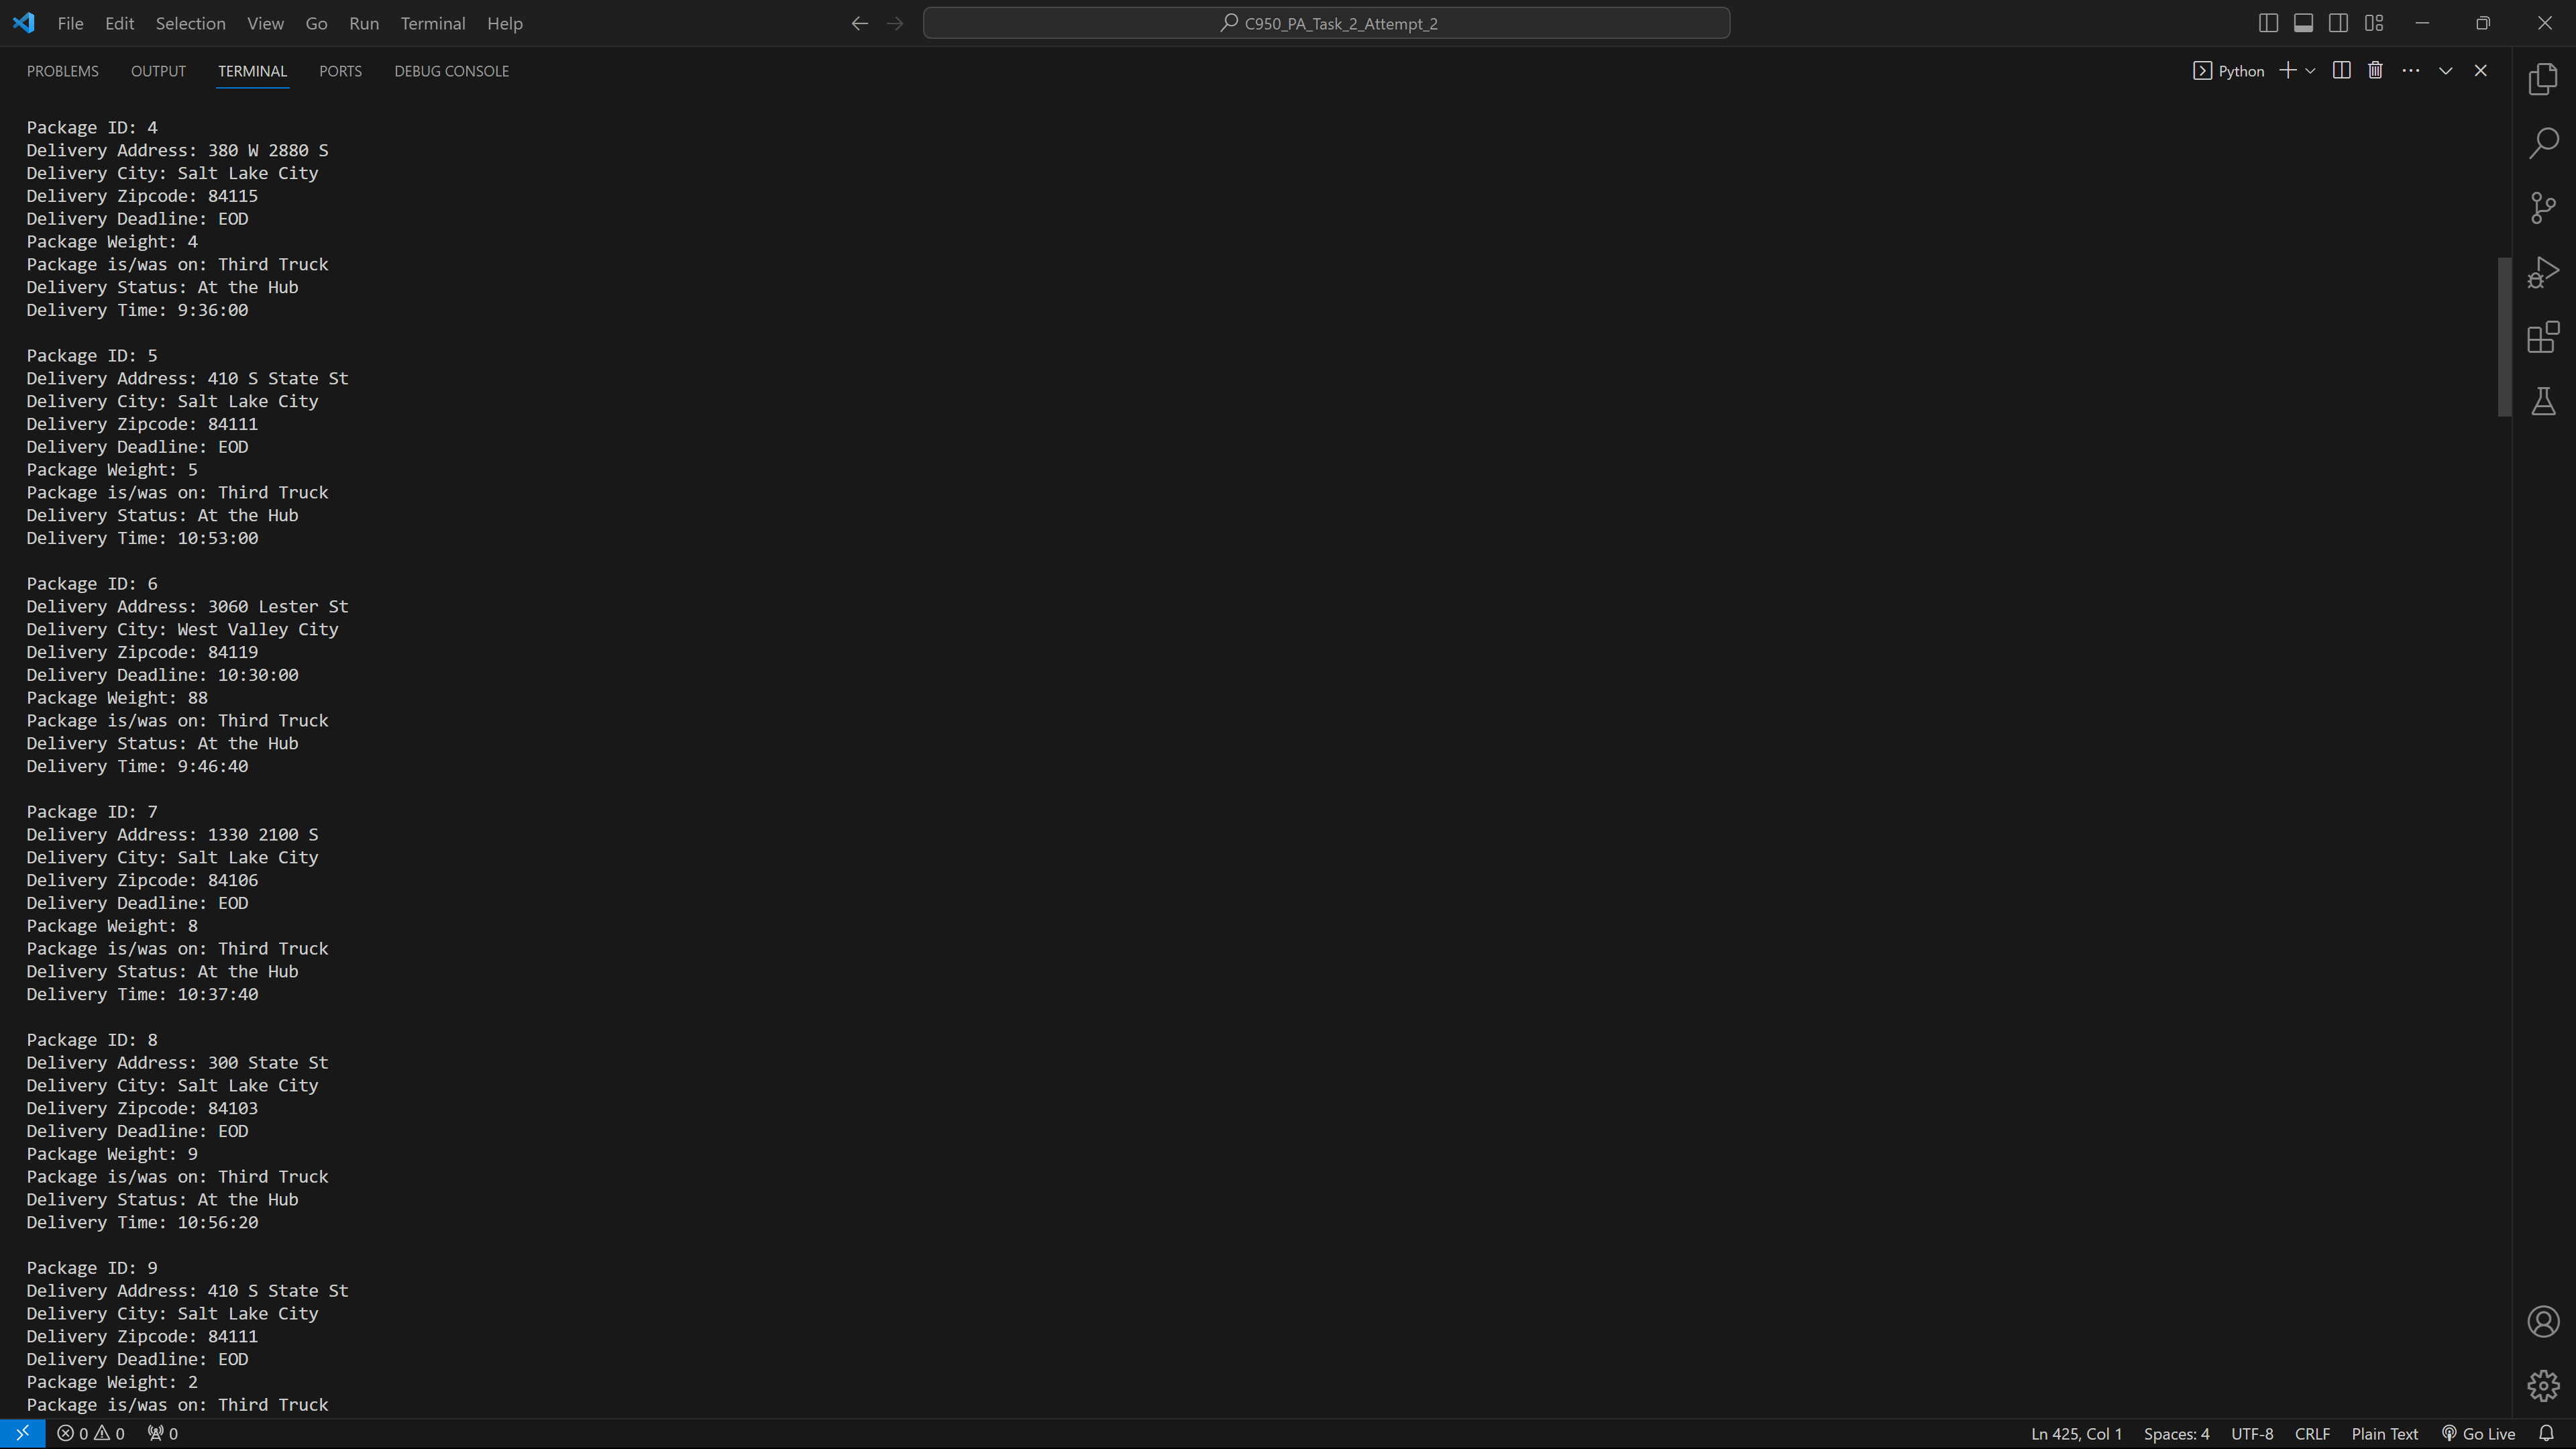 File Edit Selection View Go Run Terminal Help C950_PA_Task_2_Attempt_2
PROBLEMS OUTPUT TERMINAL PORTS DEBUG CONSOLE Python
Package ID: 4
Delivery Address: 380 W 2880 S
Delivery City: Salt Lake City
Delivery Zipcode: 84115
Delivery Deadline: EOD
Package Weight: 4
Package is/was on: Third Truck
Delivery Status: At the Hub
Delivery Time: 9:36:00
Package ID: 5
Delivery Address: 410 S State St
Delivery City: Salt Lake City
Delivery Zipcode: 84111
Delivery Deadline: EOD
Package Weight: 5
Package is/was on: Third Truck
Delivery Status: At the Hub
Delivery Time: 10:53:00
Package ID: 6
Delivery Address: 3060 Lester St
Delivery City: West Valley City
Delivery Zipcode: 84119
Delivery Deadline: 10:30:00
Package Weight: 88
Package is/was on: Third Truck
Delivery Status: At the Hub
Delivery Time: 9:46:40
Package ID: 7
Delivery Address: 1330 2100 S
Delivery City: Salt Lake City
Delivery Zipcode: 84106
Delivery Deadline: EOD
Package Weight: 8
Package is/was on: Third Truck
Delivery Status: At the Hub
Delivery Time: 10:37:40
Package ID: 8
Delivery Address: 300 State St
Delivery City: Salt Lake City
Delivery Zipcode: 84103
Delivery Deadline: EOD
Package Weight: 9
Package is/was on: Third Truck
Delivery Status: At the Hub
Delivery Time: 10:56:20
Package ID: 9
Delivery Address: 410 S State St
Delivery City: Salt Lake City
Delivery Zipcode: 84111
Delivery Deadline: EOD
Package Weight: 2
Package is/was on: Third Truck
0 0 0 Ln 425, Col 1 Spaces: 4 UTF-8 CRLF Plain Text Go Live